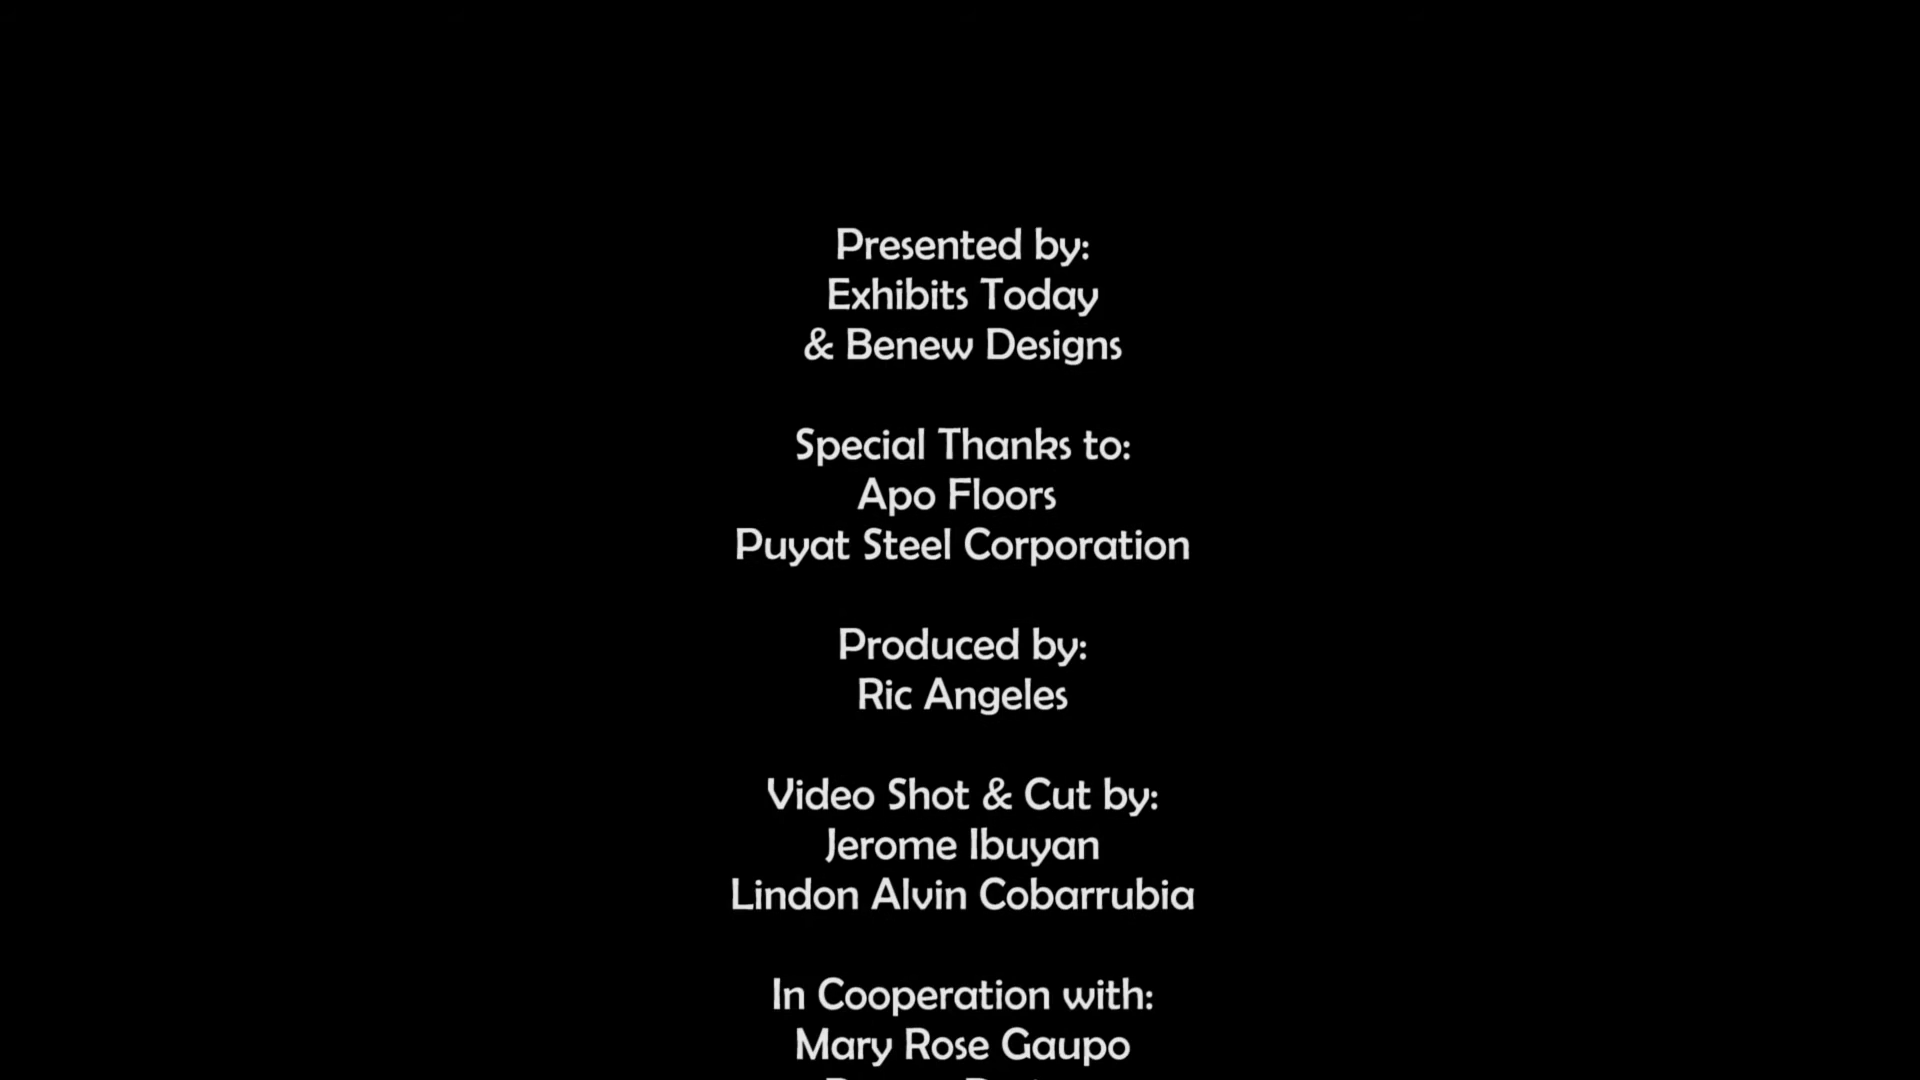 Presented by:
Exhibits Today
& Benew Designs
Special Thanks to:
Apo Floors
Puyat Steel Corporation
Produced by:
Ric Angeles
Video Shot & Cut by:
Jerome Ibuyan
Lindon Alvin Cobarrubia
In Cooperation with:
Mary Rose Gaupo